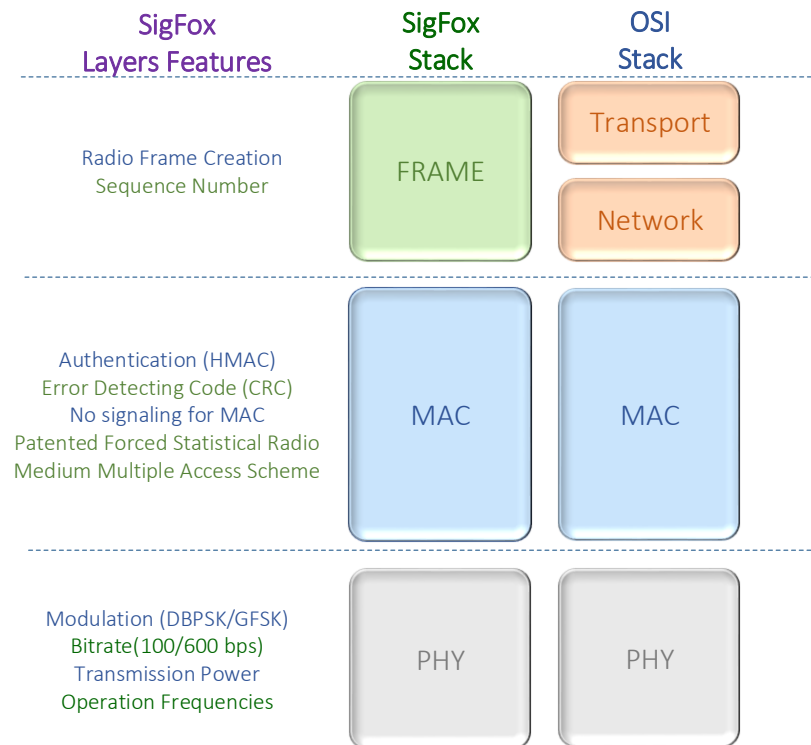 SigFox
Layers Features
SigFox
Stack
OSI
Stack
Radio Frame Creation
Sequence Number
FRAME
Transport
Network
Authentication (HMAC)
Error Detecting Code (CRC)
No signaling for MAC
Patented Forced Statistical Radio
Medium Multiple Access Scheme
MAC
MAC
Modulation (DBPSK/GFSK)
Bitrate(100/600 bps)
Transmission Power
Operation Frequencies
PHY
PHY